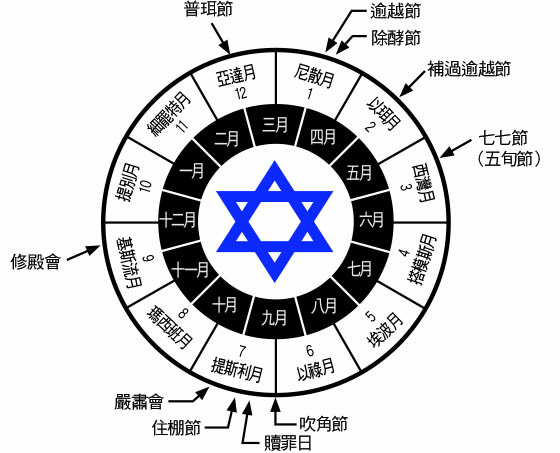 普珥節
逾越節
除酵節
補過逾越節
七七節
（五旬節）
尼散月
1
以珥月
2
西灣月
3
搭模斯月
4
埃波月
5
以祿月
6
提斯利月
7
瑪西班月
8
基斯流月
9
提別月
10
細罷特月
11
亞達月
12
三月
四月
五月
六月
七月
八月
九月
十月
十一月
十二月
一月
二月
修殿會
嚴肅會
住棚節
贖罪日
吹角節